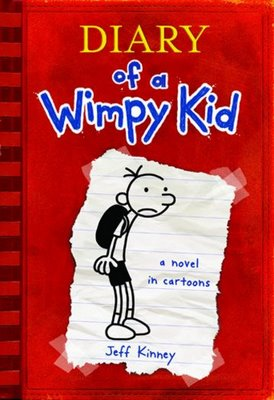 DIARY
of a
Wimpy Kid
a novel
in cartoons
Jeff Kinney